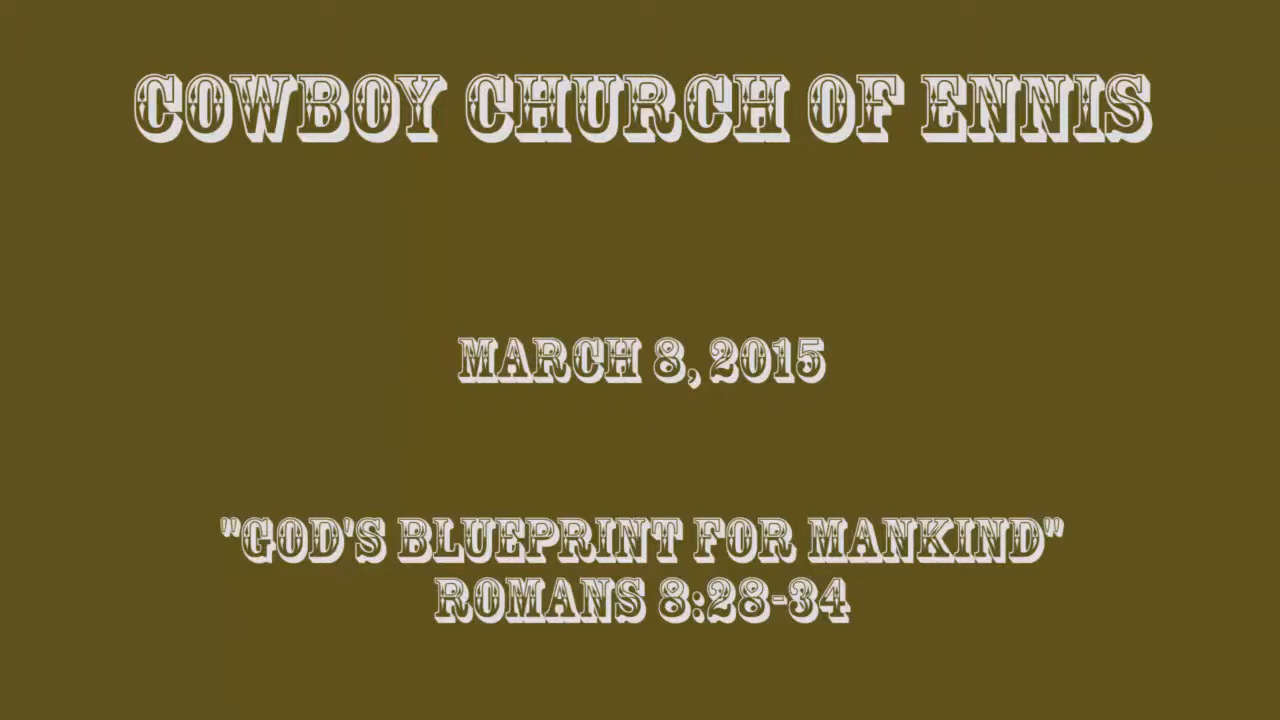 COWBOY CHURCH OF ENNIS
MARCH 8, 2015
"GOD'S BLUEPRINT FOR MANKIND"
ROMANS 8:28-34